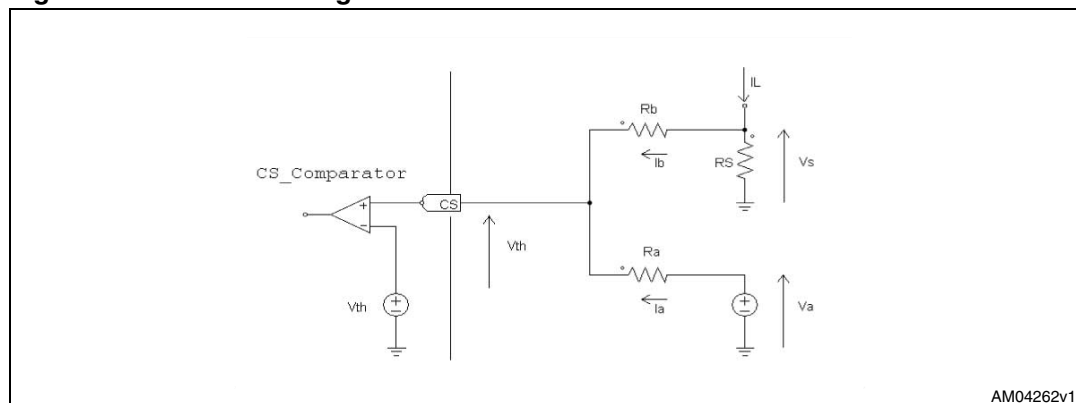 IL
Rb
Ib
RS
Vs
CS_Comparator
+
−
CS
Vth
Ra
Ia
Vth
+
−
+
−
Va
AM04262v1